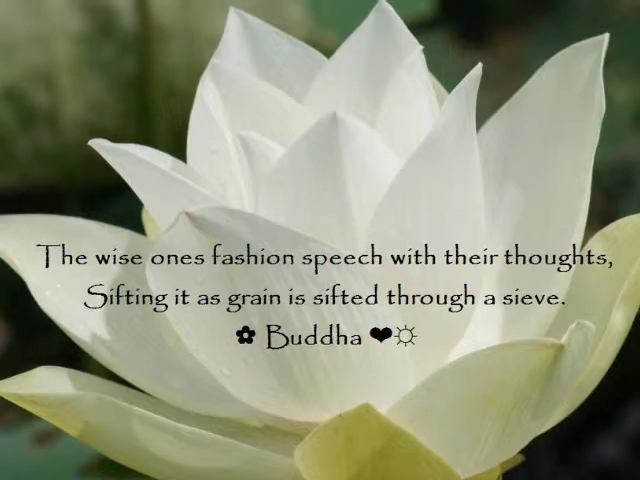 The wise ones fashion speech with their thoughts,
Sifting it as grain is sifted through a sieve.
✿ Buddha ❤☼